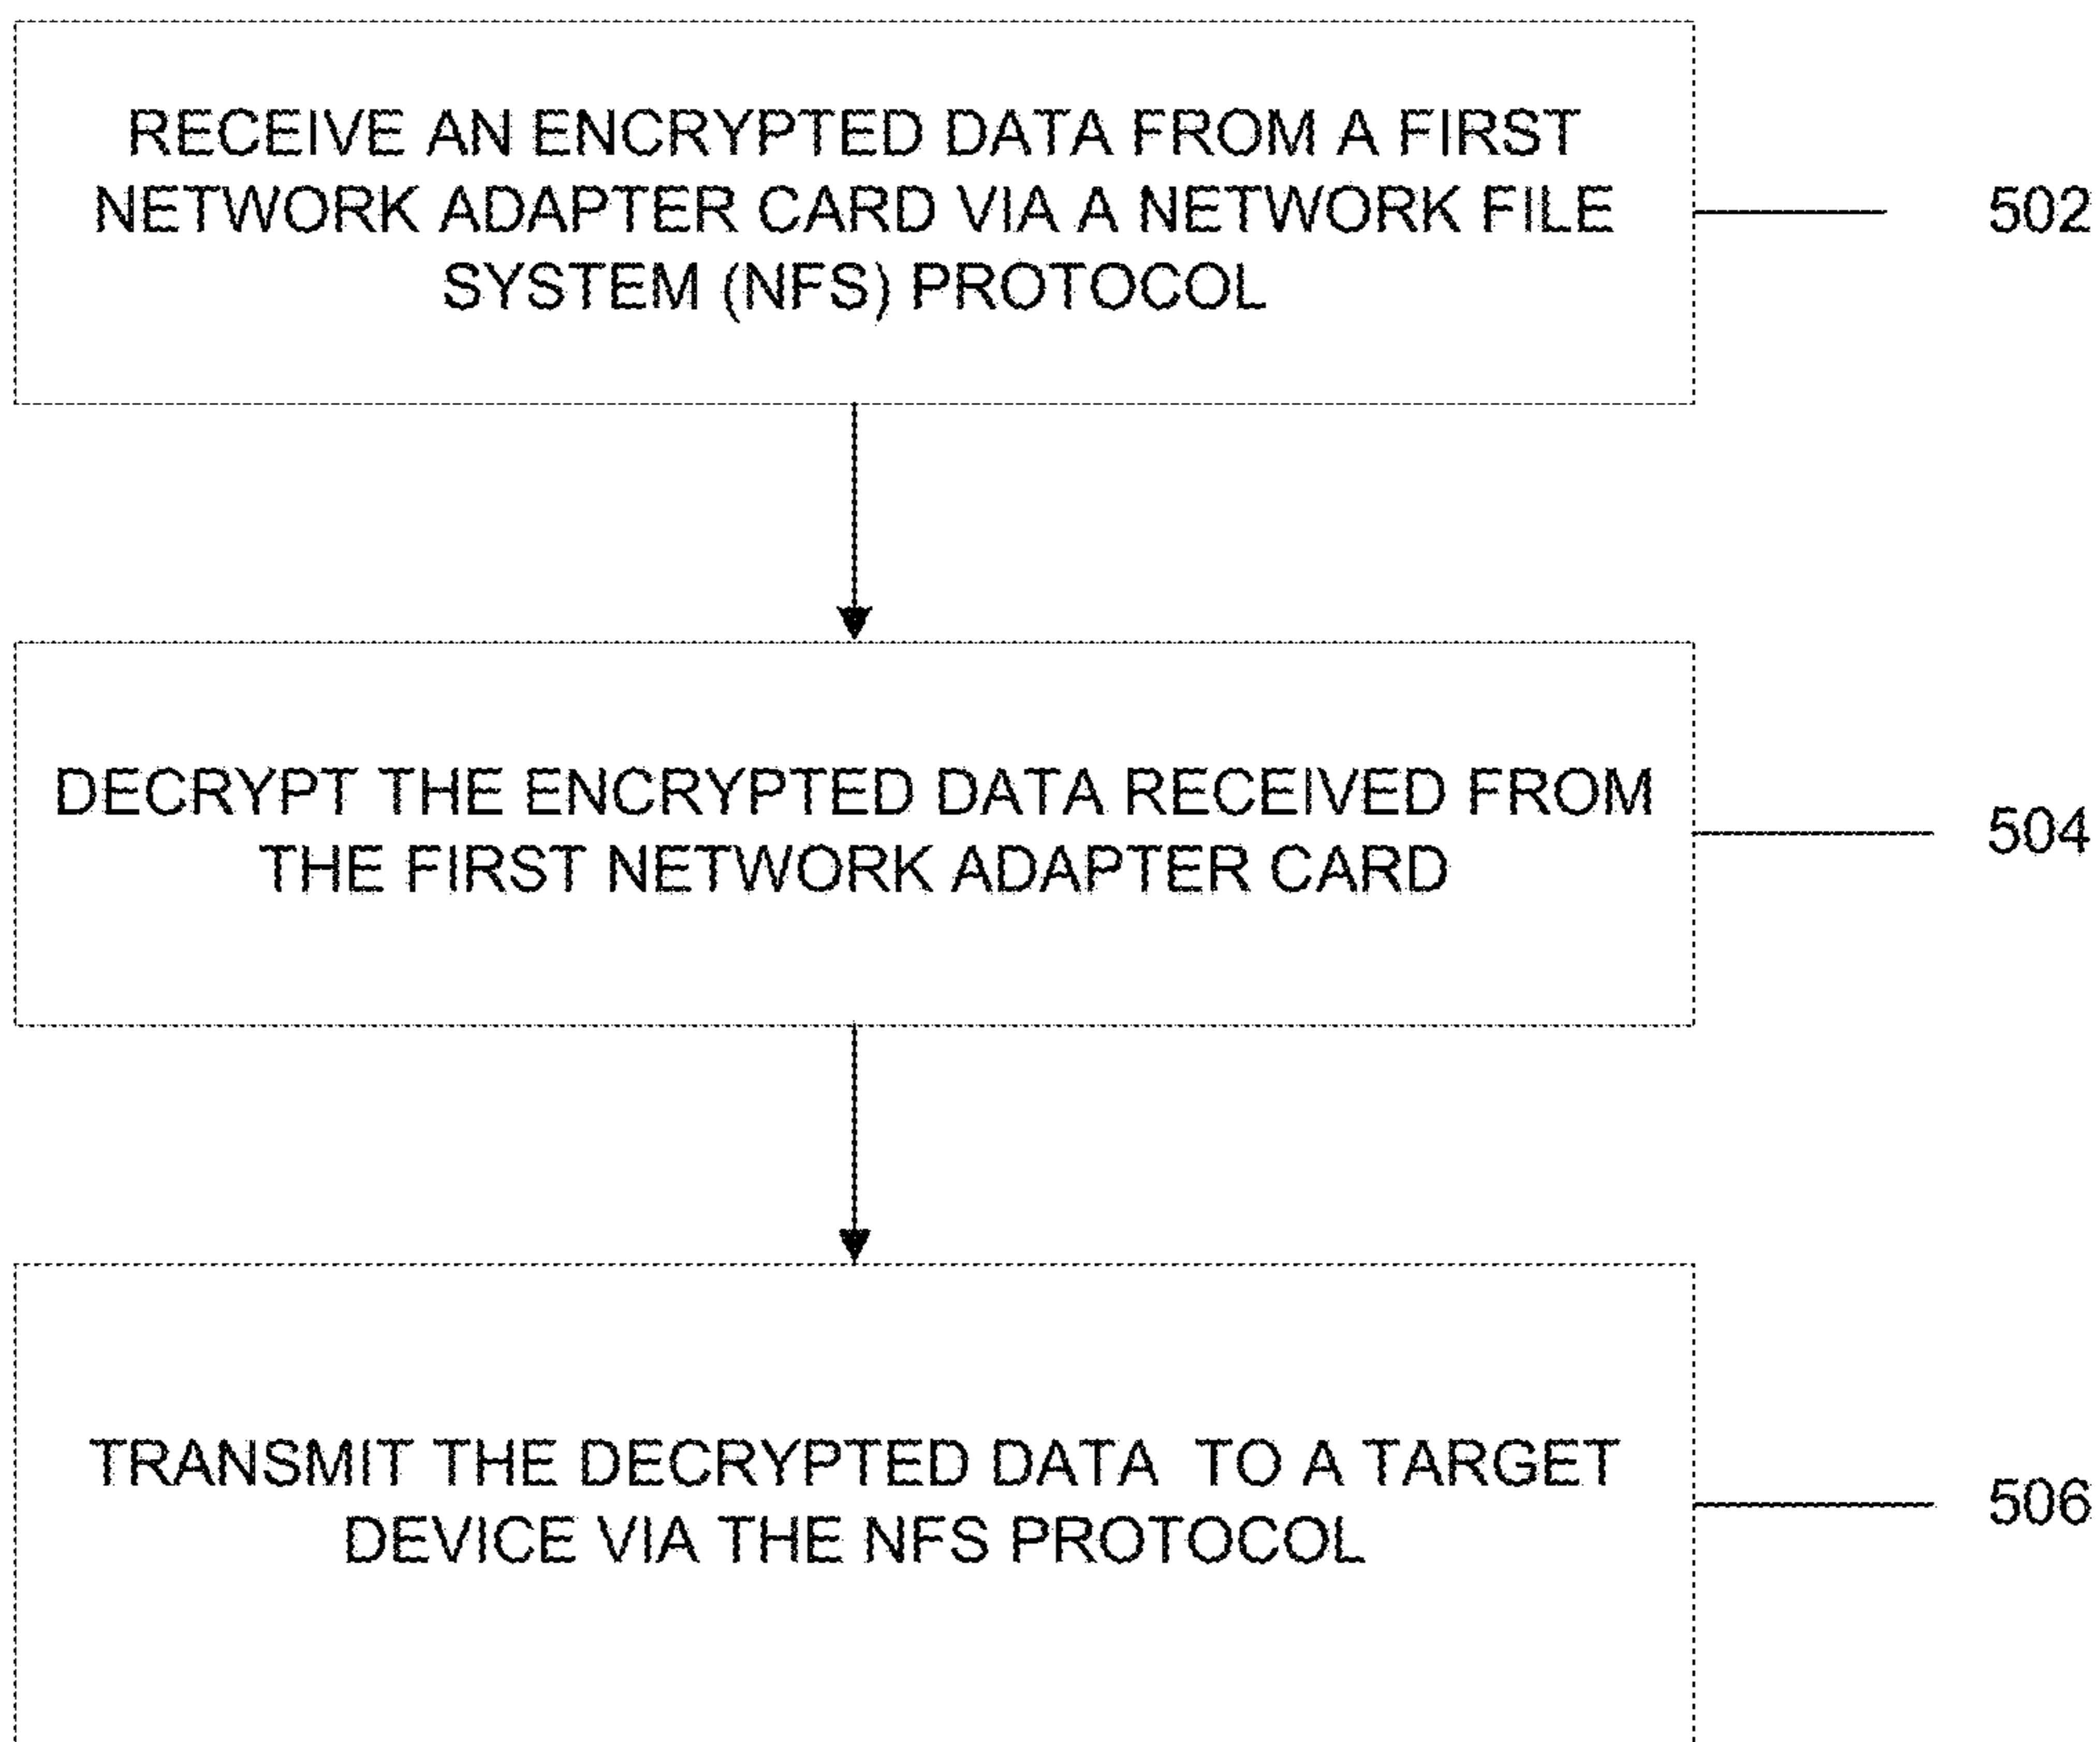 RECEIVE AN ENCRYPTED DATA FROM A FIRST
NETWORK ADAPTER CARD VIA A NETWORK FILE
SYSTEM (NFS) PROTOCOL
502
DECRYPT THE ENCRYPTED DATA RECEIVED FROM
THE FIRST NETWORK ADAPTER CARD
504
TRANSMIT THE DECRYPTED DATA TO A TARGET
DEVICE VIA THE NFS PROTOCOL
506